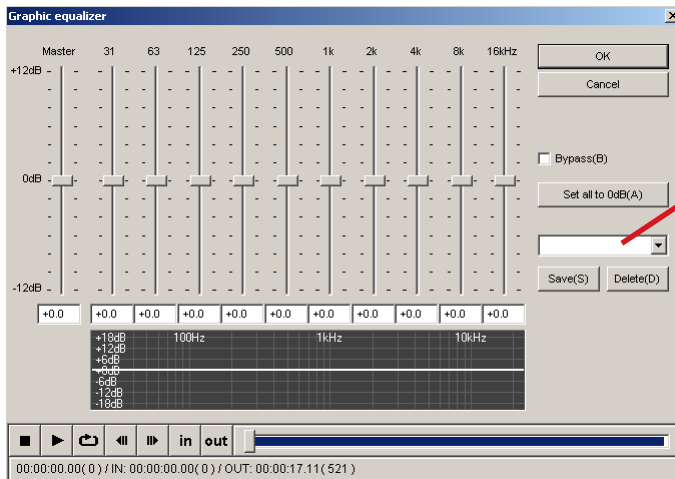 Graphic equalizer
Master 31 63 125 250 500 1k 2k 4k 8k 16kHz
+12dB
0dB
-12dB
+0.0 +0.0 +0.0 +0.0 +0.0 +0.0 +0.0 +0.0 +0.0 +0.0 +0.0
OK
Cancel
Bypass(B)
Set all to 0dB(A)
Save(S) Delete(D)
100Hz 1kHz 10kHz
+18dB
+12dB
+6dB
+0dB
-6dB
-12dB
-18dB
in out
00:00:00.00( 0 ) / IN: 00:00:00.00( 0 ) / OUT: 00:00:17.11( 521 )